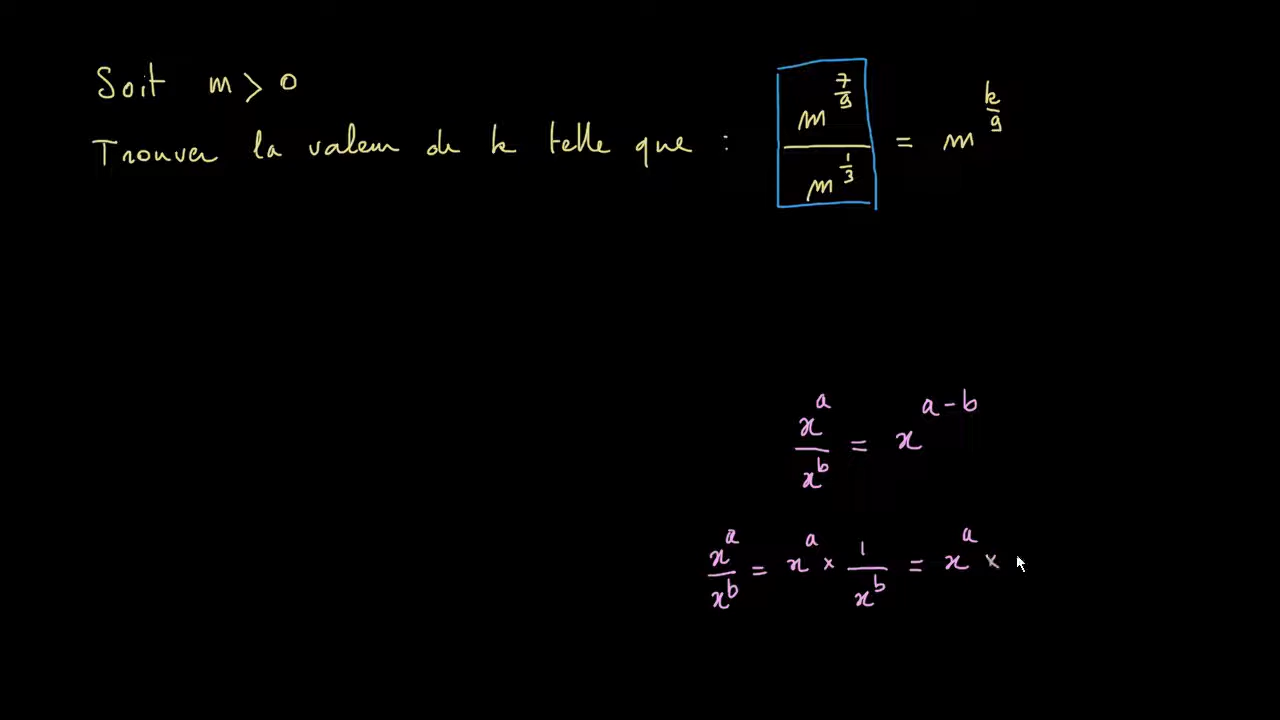 Soit m > 0
Trouver la valeur de k telle que : m^{7/9} / m^{1/3} = m^{k/9}
x^a / x^b = x^{a-b}
x^a / x^b = x^a × 1 / x^b = x^a ×